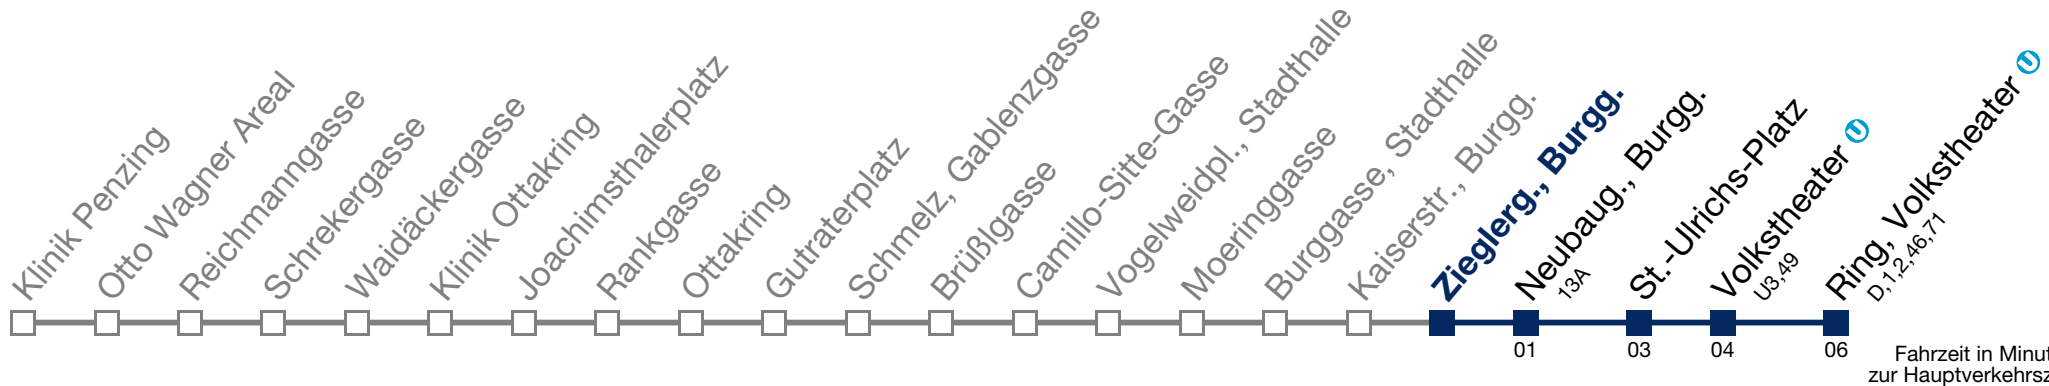 Klinik Penzing
Otto Wagner Areal
Reichmanngasse
Schrekergasse
Waidäckergasse
Klinik Ottakring
Joachimsthalerplatz
Rankgasse
Ottakring
Gutraterplatz
Schmelz, Gablenzgasse
Brüßlgasse
Camillo-Sitte-Gasse
Vogelweidpl., Stadthalle
Moeringgasse
Burggasse, Stadthalle
Kaiserstr., Burgg.
Zieglerg., Burgg.
Neubaug., Burgg.
13A
St.-Ulrichs-Platz
Volkstheater U
U3,49
Ring, Volkstheater U
D,1,2,46,71
01
03
04
06
Fahrzeit in Minut
zur Hauptverkehrsz